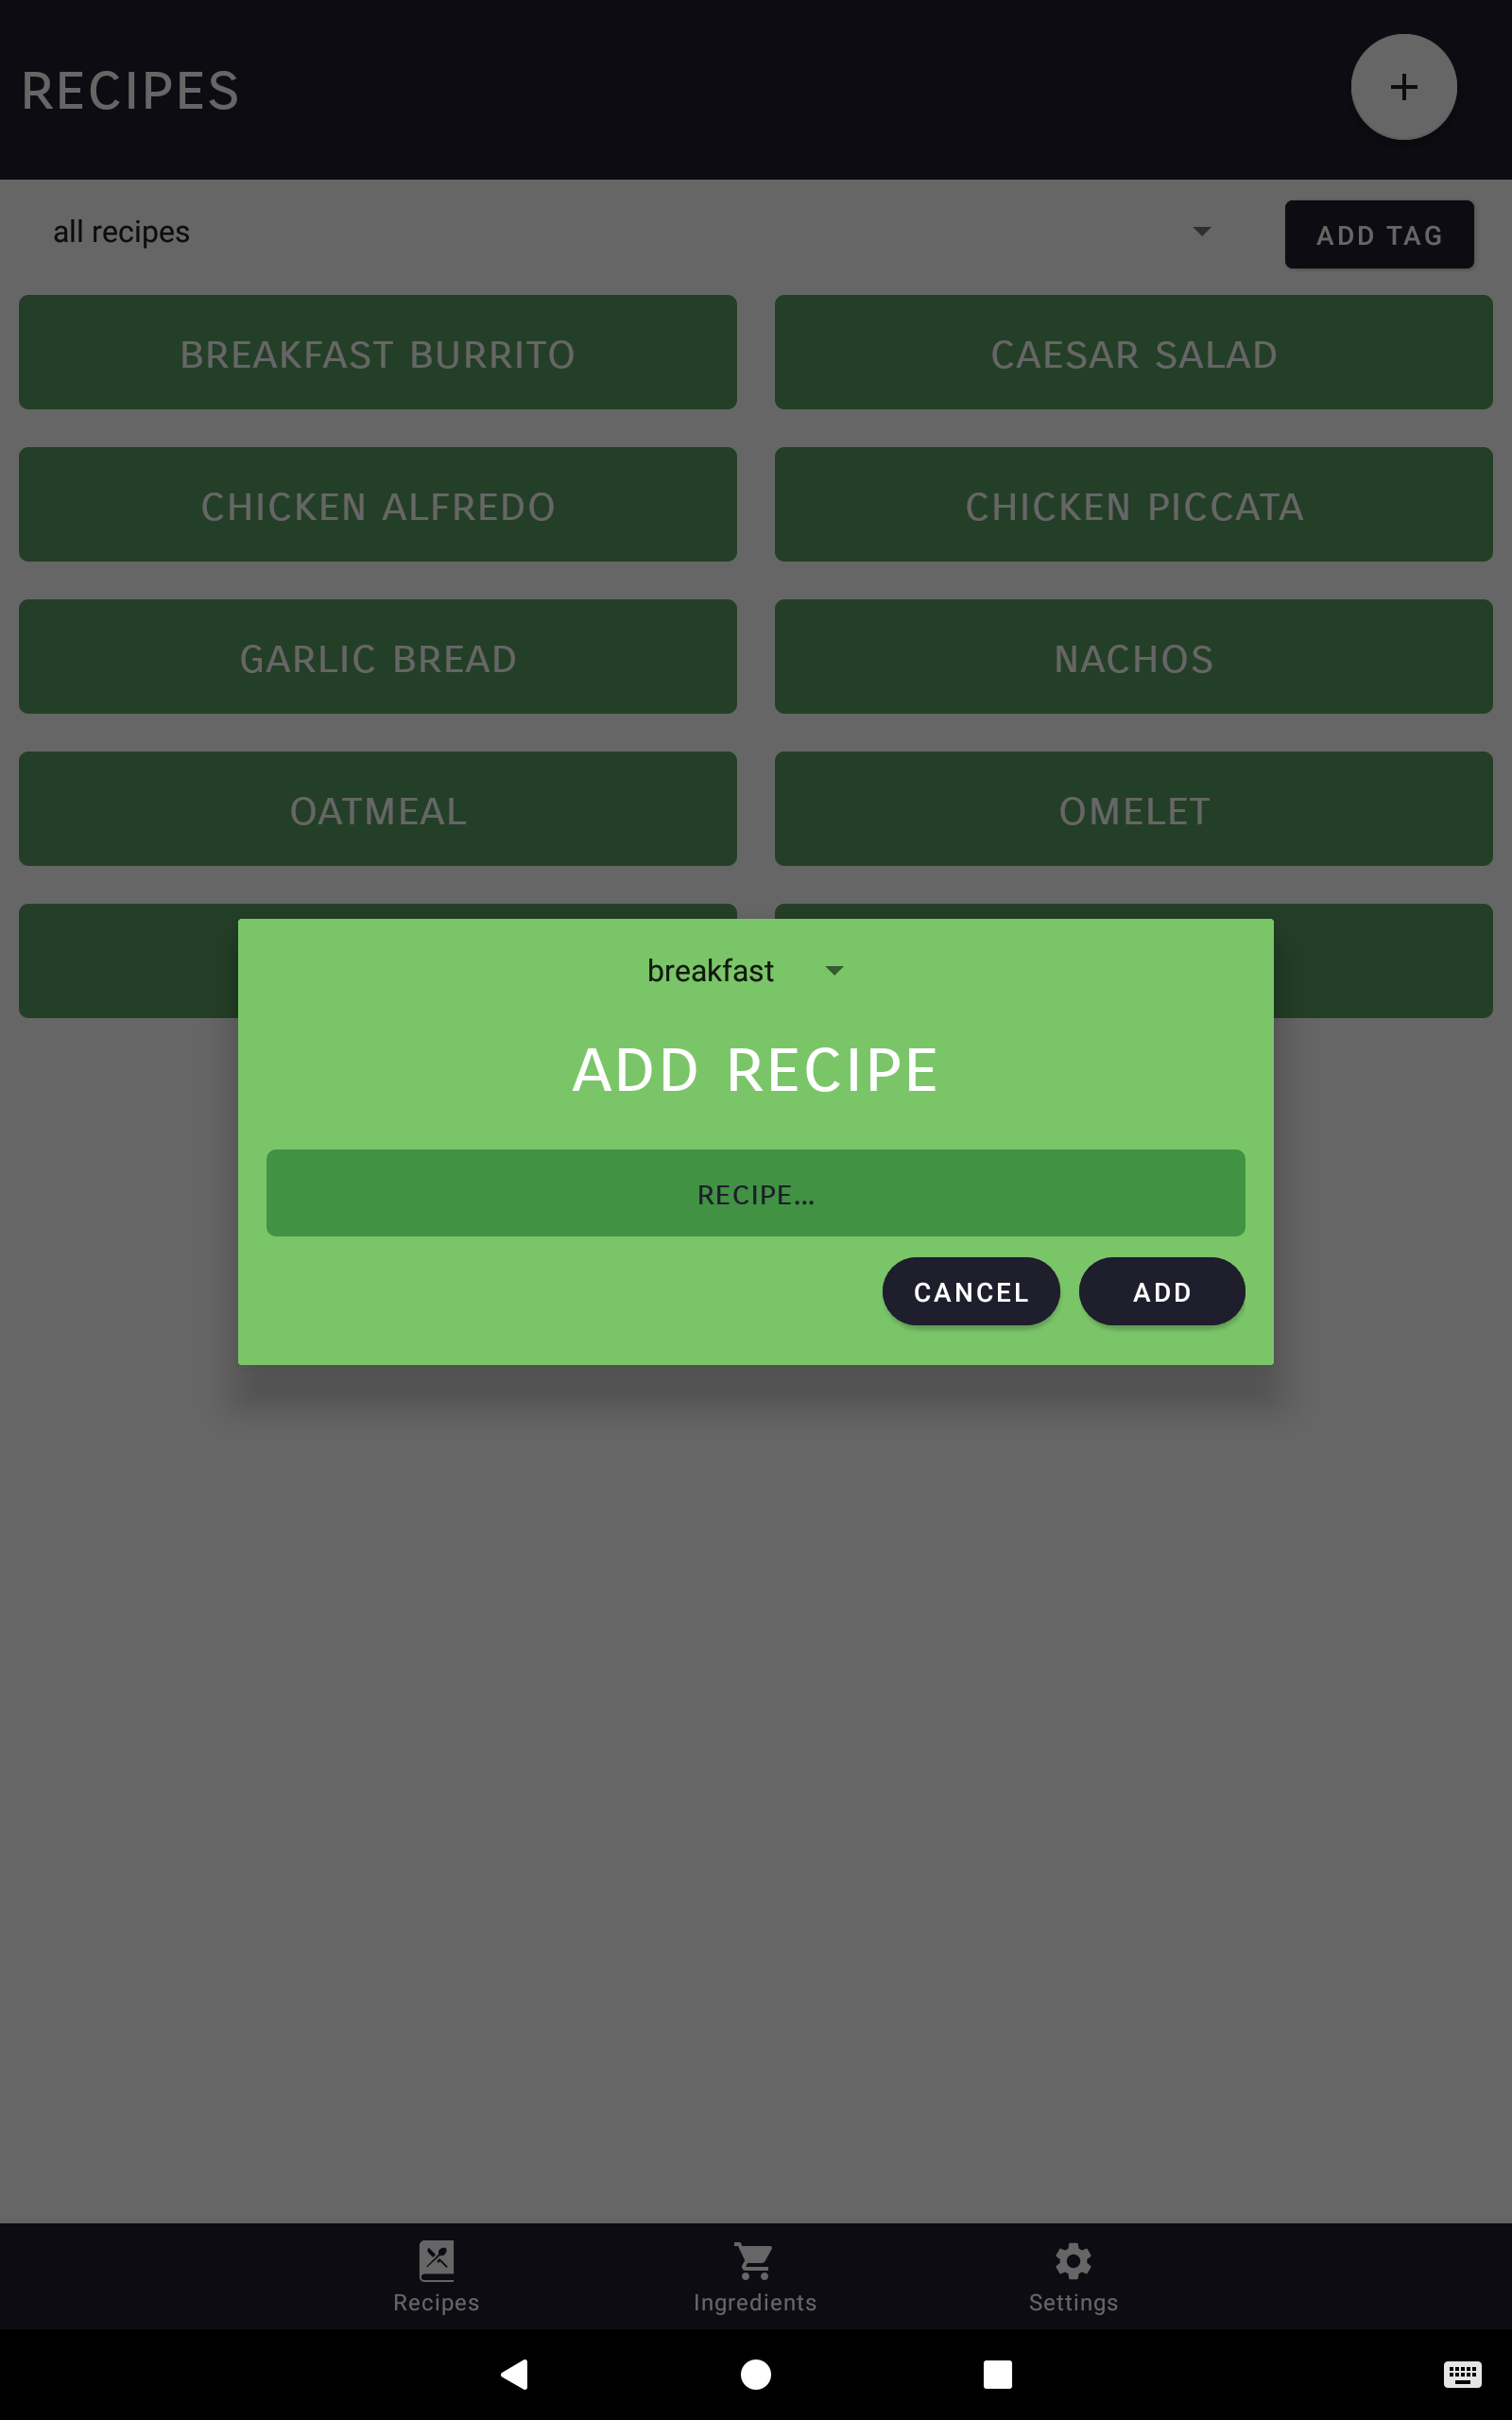 RECIPES
all recipes
ADD TAG
BREAKFAST BURRITO
CAESAR SALAD
CHICKEN ALFREDO
CHICKEN PICCATA
GARLIC BREAD
NACHOS
OATMEAL
OMELET
breakfast
ADD RECIPE
RECIPE...
CANCEL
ADD
Recipes
Ingredients
Settings